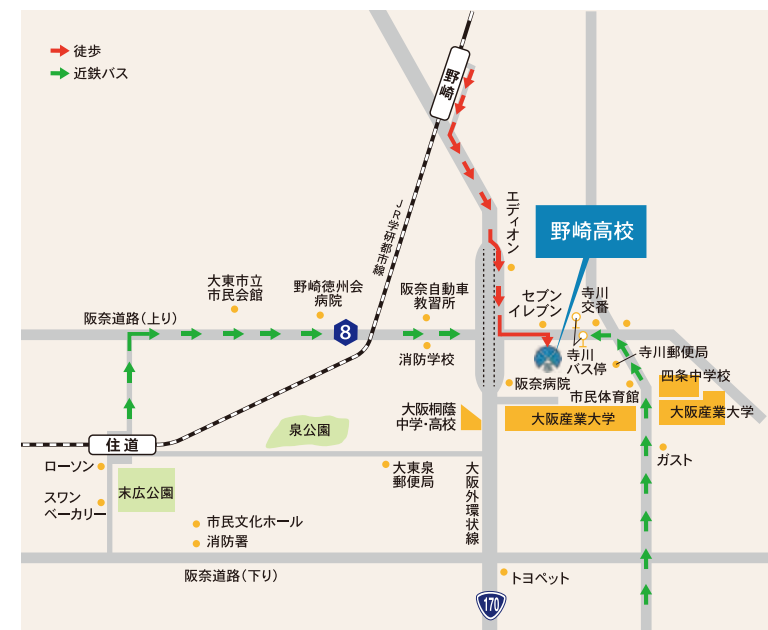 徒歩
近鉄バス
野崎
JR学研都市線
エディオン
野崎高校
大東市立
市民会館
野崎徳州会
病院
阪奈自動車
教習所
セブン
イレブン
寺川
交番
阪奈道路(上り)
8
消防学校
寺川
バス停
寺川郵便局
阪奈病院
市民体育館
四条中学校
大阪桐蔭
中学・高校
大阪産業大学
大阪産業大学
泉公園
住道
ローソン
末広公園
スワン
ベーカリー
大東泉
郵便局
大阪外環状線
ガスト
市民文化ホール
消防署
阪奈道路(下り)
トヨペット
170